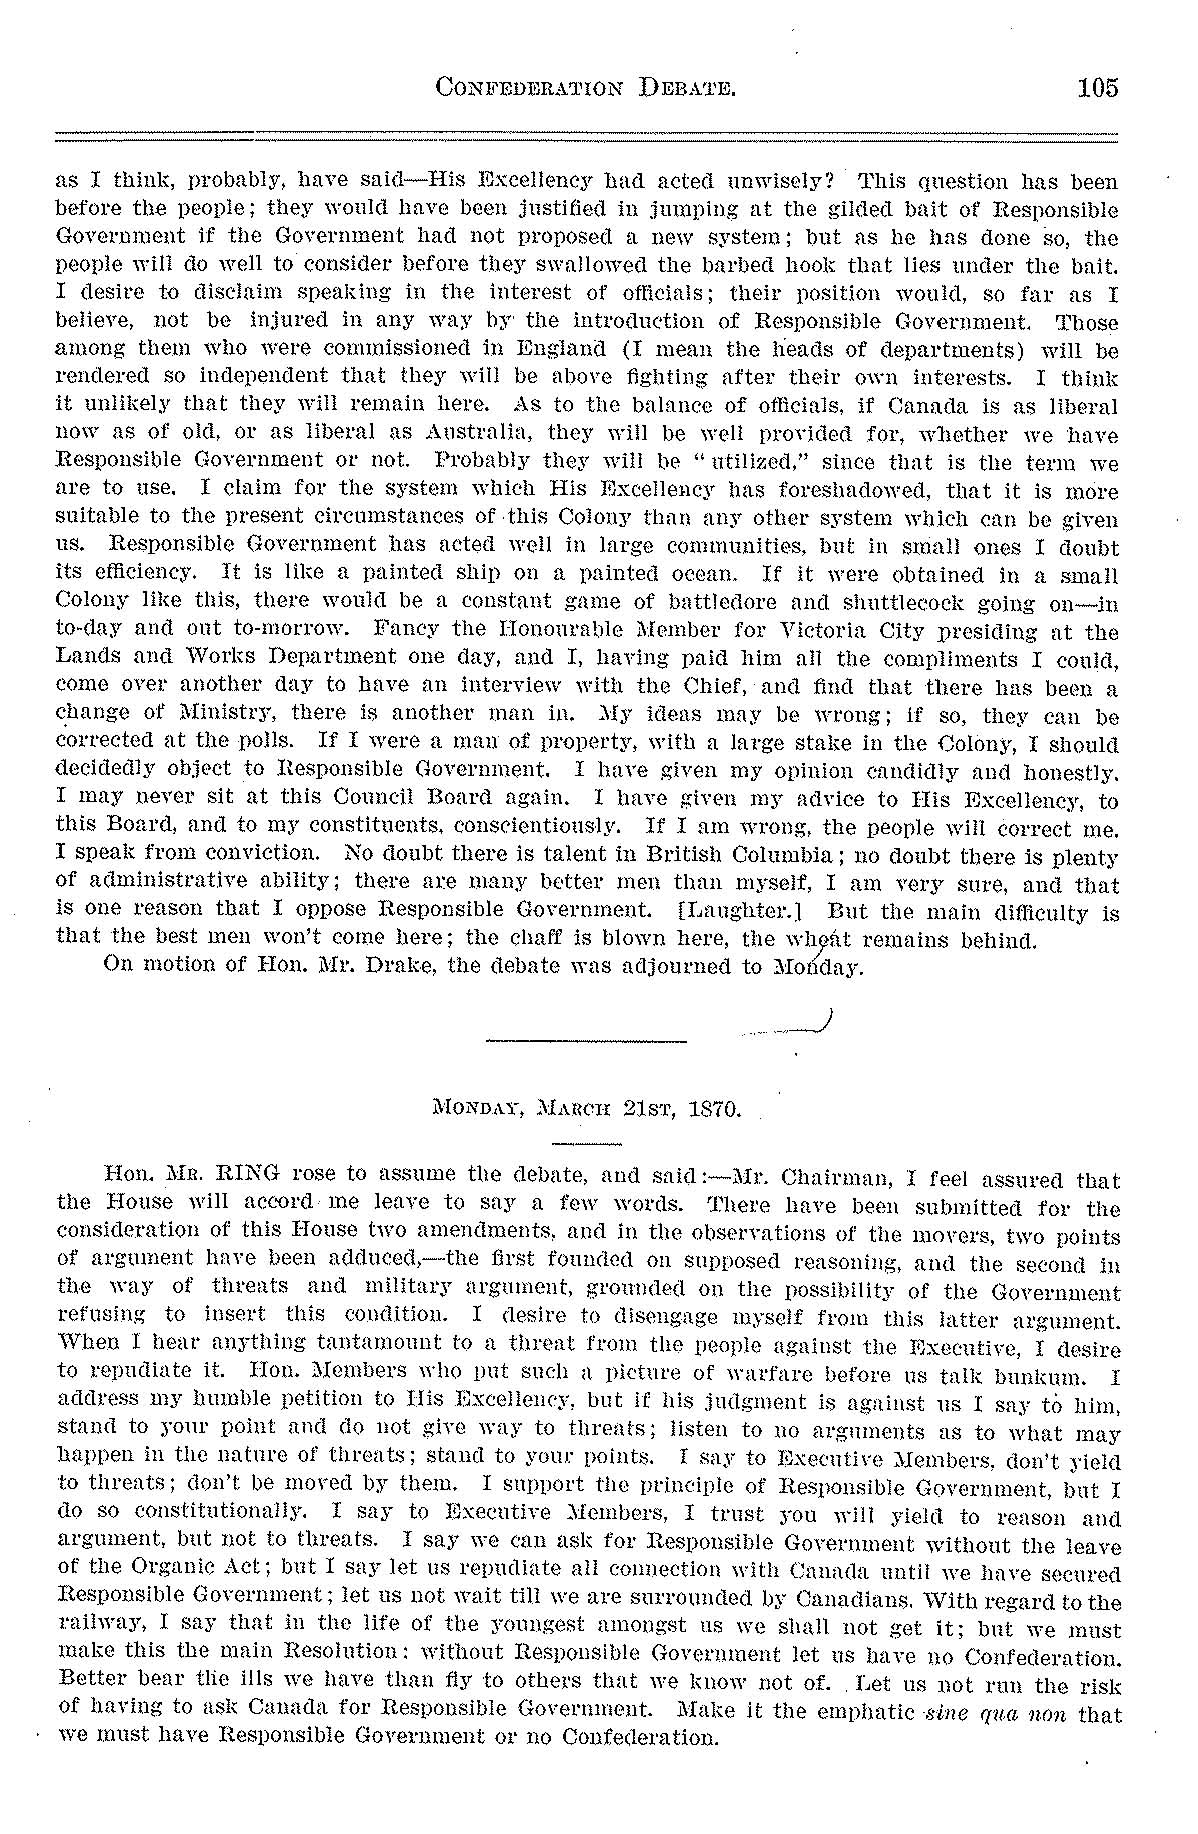 CONFEDERATION DEBATE. 105
as I think, probably, have said—His Excellency had acted unwisely? This question has been
before the people; they would have been justified in jumping at the gilded bait of Responsible
Government if the Government had not proposed a new system; but as he has done so, the
people will do well to consider before they swallowed the barbed hook that lies under the bait.
I desire to disclaim speaking in the interest of officials; their position would, so far as I
believe, not be injured in any way by the introduction of Responsible Government. Those
among them who were commissioned in England (I mean the heads of departments) will be
rendered so independent that they will be above fighting after their own interests. I think
it unlikely that they will remain here. As to the balance of officials, if Canada is as liberal
now as of old, or as liberal as Australia, they will be well provided for, whether we have
Responsible Government or not. Probably they will be "utilized," since that is the term we
are to use. I claim for the system which His Excellency has foreshadowed, that it is more
suitable to the present circumstances of this Colony than any other system which can be given
us. Responsible Government has acted well in large communities, but in small ones I doubt
its efficiency. It is like a painted ship on a painted ocean. If it were obtained in a small
Colony like this, there would be a constant game of battledore and shuttlecock going on—in
to-day and out to-morrow. Fancy the Honourable Member for Victoria City presiding at the
Lands and Works Department one day, and I, having paid him all the compliments I could,
come over another day to have an interview with the Chief, and find that there has been a
change of Ministry, there is another man in. My ideas may be wrong; if so, they can be
corrected at the polls. If I were a man of property, with a large stake in the Colony, I should
decidedly object to Responsible Government. I have given my opinion candidly and honestly.
I may never sit at this Council Board again. I have given my advice to His Excellency, to
this Board, and to my constituents, conscientiously. If I am wrong, the people will correct me.
I speak from conviction. No doubt there is talent in British Columbia; no doubt there is plenty
of administrative ability; there are many better men than myself, I am very sure, and that
is one reason that I oppose Responsible Government. [Laughter.] But the main difficulty is
that the best men won't come here; the chaff is blown here, the wheat remains behind.
On motion of Hon. Mr. Drake, the debate was adjourned to Monday.
MONDAY, MARCH 21ST, 1870.
Hon. MR. RING rose to assume the debate, and said:—Mr. Chairman, I feel assured that
the House will accord me leave to say a few words. There have been submitted for the
consideration of this House two amendments, and in the observations of the movers, two points
of argument have been adduced,—the first founded on supposed reasoning, and the second in
the way of threats and military argument, grounded on the possibility of the Government
refusing to insert this condition. I desire to disengage myself from this latter argument.
When I hear anything tantamount to a threat from the people against the Executive, I desire
to repudiate it. Hon. Members who put such a picture of warfare before us talk bunkum. I
address my humble petition to His Excellency, but if his judgment is against us I say to him,
stand to your point and do not give way to threats; listen to no arguments as to what may
happen in the nature of threats; stand to your points. I say to Executive Members, don't yield
to threats; don't be moved by them. I support the principle of Responsible Government, but I
do so constitutionally. I say to Executive Members, I trust you will yield to reason and
argument, but not to threats. I say we can ask for Responsible Government without the leave
of the Organic Act; but I say let us repudiate all connection with Canada until we have secured
Responsible Government; let us not wait till we are surrounded by Canadians. With regard to the
railway, I say that in the life of the youngest amongst us we shall not get it; but we must
make this the main Resolution: without Responsible Government let us have no Confederation.
Better bear the ills we have than fly to others that we know not of. Let us not run the risk
of having to ask Canada for Responsible Government. Make it the emphatic sine qua non that
we must have Responsible Government or no Confederation.